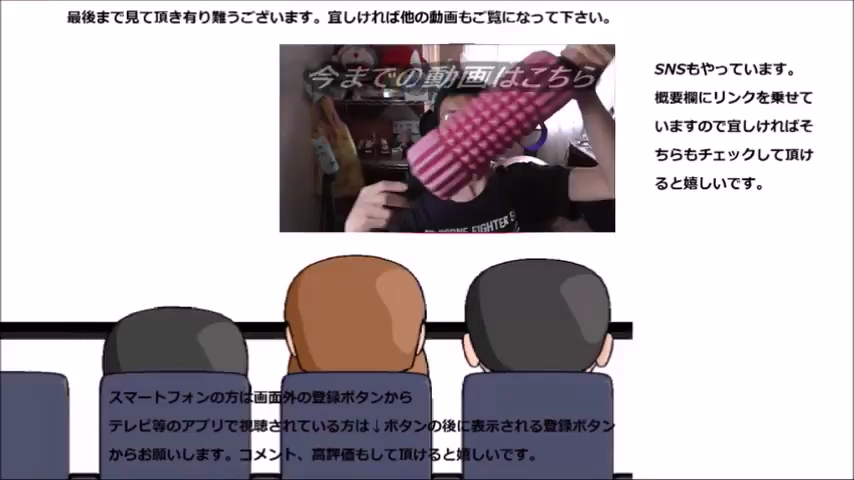 最後まで見て頂き有り難うございます。宜しければ他の動画もご覧になって下さい。
今までの動画はこちら
SNSもやっています。
概要欄にリンクを乗せて
いますので宜しければそ
ちらもチェックして頂け
ると嬉しいです。
FIGHTER
スマートフォンの方は画面外の登録ボタンから
テレビ等のアプリで視聴されている方は↓ボタンの後に表示される登録ボタン
からお願いします。コメント、高評価もして頂けると嬉しいです。